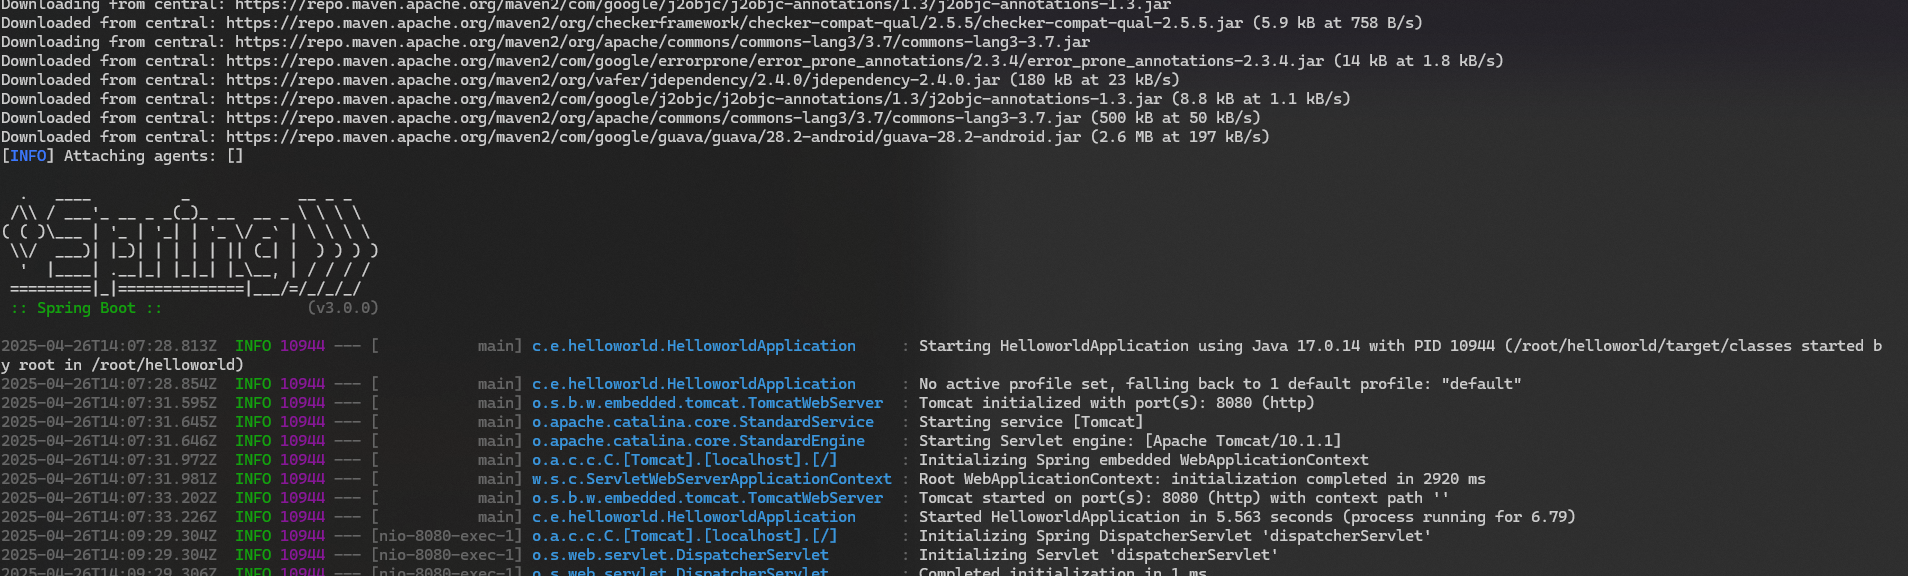 Downloading from central: https://repo.maven.apache.org/maven2/com/google/j2objc/j2objc-annotations/1.3/j2objc-annotations-1.3.jar
Downloaded from central: https://repo.maven.apache.org/maven2/org/checkerframework/checker-compat-qual/2.5.5/checker-compat-qual-2.5.5.jar (5.9 kB at 758 B/s)
Downloading from central: https://repo.maven.apache.org/maven2/org/apache/commons/commons-lang3/3.7/commons-lang3-3.7.jar
Downloaded from central: https://repo.maven.apache.org/maven2/com/google/errorprone/error_prone_annotations/2.3.4/error_prone_annotations-2.3.4.jar (14 kB at 1.8 kB/s)
Downloaded from central: https://repo.maven.apache.org/maven2/org/vafer/jdependency/2.4.0/jdependency-2.4.0.jar (180 kB at 23 kB/s)
Downloaded from central: https://repo.maven.apache.org/maven2/com/google/j2objc/j2objc-annotations/1.3/j2objc-annotations-1.3.jar (8.8 kB at 1.1 kB/s)
Downloaded from central: https://repo.maven.apache.org/maven2/org/apache/commons/commons-lang3/3.7/commons-lang3-3.7.jar (500 kB at 50 kB/s)
Downloaded from central: https://repo.maven.apache.org/maven2/com/google/guava/guava/28.2-android/guava-28.2-android.jar (2.6 MB at 197 kB/s)
[INFO] Attaching agents: []
  .   ____          _            __ _ _
 /\\ / ___'_ __ _ _(_)_ __  __ _ \ \ \ \
( ( )\___ | '_ | '_| | '_ \/ _` | \ \ \ \
 \\/  ___)| |_)| | | | | || (_| |  ) ) ) )
  '  |____| .__|_| |_|_| |_\__, | / / / /
 =========|_|==============|___/=/_/_/_/
 :: Spring Boot ::                (v3.0.0)
2025-04-26T14:07:28.813Z  INFO 10944 --- [           main] c.e.helloworld.HelloworldApplication     : Starting HelloworldApplication using Java 17.0.14 with PID 10944 (/root/helloworld/target/classes started b
y root in /root/helloworld)
2025-04-26T14:07:28.854Z  INFO 10944 --- [           main] c.e.helloworld.HelloworldApplication     : No active profile set, falling back to 1 default profile: "default"
2025-04-26T14:07:31.595Z  INFO 10944 --- [           main] o.s.b.w.embedded.tomcat.TomcatWebServer  : Tomcat initialized with port(s): 8080 (http)
2025-04-26T14:07:31.645Z  INFO 10944 --- [           main] o.apache.catalina.core.StandardService   : Starting service [Tomcat]
2025-04-26T14:07:31.646Z  INFO 10944 --- [           main] o.apache.catalina.core.StandardEngine    : Starting Servlet engine: [Apache Tomcat/10.1.1]
2025-04-26T14:07:31.972Z  INFO 10944 --- [           main] o.a.c.c.C.[Tomcat].[localhost].[/]       : Initializing Spring embedded WebApplicationContext
2025-04-26T14:07:31.981Z  INFO 10944 --- [           main] w.s.c.ServletWebServerApplicationContext : Root WebApplicationContext: initialization completed in 2920 ms
2025-04-26T14:07:33.202Z  INFO 10944 --- [           main] o.s.b.w.embedded.tomcat.TomcatWebServer  : Tomcat started on port(s): 8080 (http) with context path ''
2025-04-26T14:07:33.226Z  INFO 10944 --- [           main] c.e.helloworld.HelloworldApplication     : Started HelloworldApplication in 5.563 seconds (process running for 6.79)
2025-04-26T14:09:29.304Z  INFO 10944 --- [nio-8080-exec-1] o.a.c.c.C.[Tomcat].[localhost].[/]       : Initializing Spring DispatcherServlet 'dispatcherServlet'
2025-04-26T14:09:29.304Z  INFO 10944 --- [nio-8080-exec-1] o.s.web.servlet.DispatcherServlet        : Initializing Servlet 'dispatcherServlet'
2025-04-26T14:09:29.306Z  INFO 10944 --- [nio-8080-exec-1] o.s.web.servlet.DispatcherServlet        : Completed initialization in 1 ms